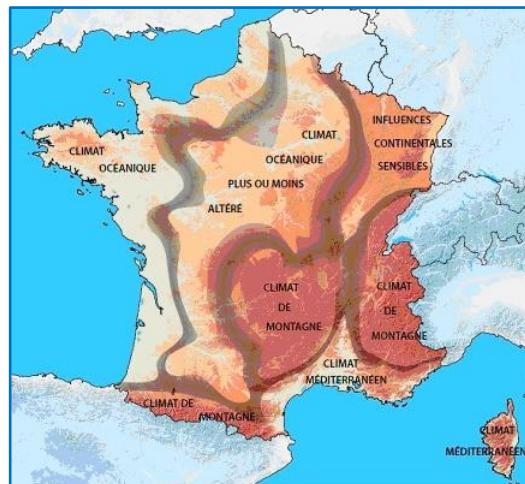 INFLUENCES
CONTINENTALES
SENSIBLES
CLIMAT
OCÉANIQUE
PLUS OU MOINS
ALTÉRÉ
CLIMAT
OCÉANIQUE
CLIMAT
DE
MONTAGNE
CLIMAT
DE
MONTAGNE
CLIMAT
MÉDITERRANÉEN
CLIMAT DE
MONTAGNE
CLIMAT
MÉDITERRANÉEN